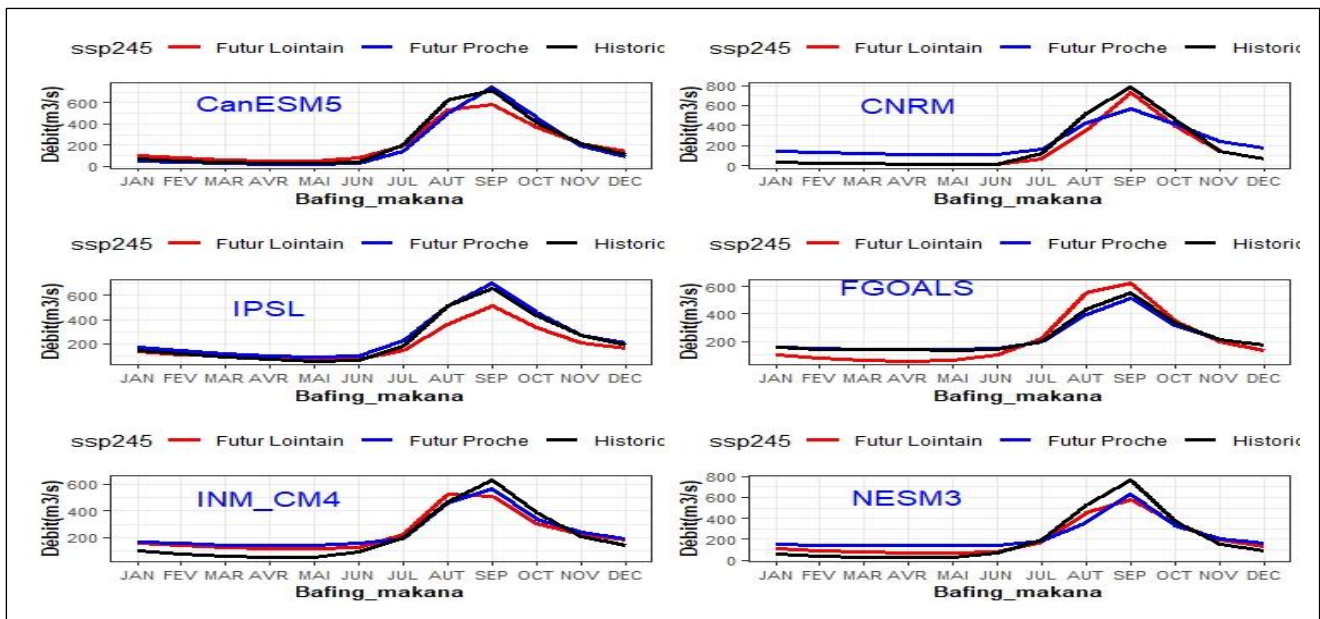 ssp245 Futur Lointain Futur Proche Historic
Dèbit(m3/s)
600
400
200
0
CanESM5
JAN FEV MAR AVR MAI JUN JUL AUT SEP OCT NOV DEC
Bafing_makana
ssp245 Futur Lointain Futur Proche Historic
Dèbit(m3/s)
800
600
400
200
0
CNRM
JAN FEV MAR AVR MAI JUN JUL AUT SEP OCT NOV DEC
Bafing_makana
ssp245 Futur Lointain Futur Proche Historic
Dèbit(m3/s)
600
400
200
IPSL
JAN FEV MAR AVR MAI JUN JUL AUT SEP OCT NOV DEC
Bafing_makana
ssp245 Futur Lointain Futur Proche Historic
Dèbit(m3/s)
600
400
200
FGOALS
JAN FEV MAR AVR MAI JUN JUL AUT SEP OCT NOV DEC
Bafing_makana
ssp245 Futur Lointain Futur Proche Historic
Dèbit(m3/s)
600
400
200
INM_CM4
JAN FEV MAR AVR MAI JUN JUL AUT SEP OCT NOV DEC
Bafing_makana
ssp245 Futur Lointain Futur Proche Historic
Dèbit(m3/s)
800
600
400
200
0
NESM3
JAN FEV MAR AVR MAI JUN JUL AUT SEP OCT NOV DEC
Bafing_makana